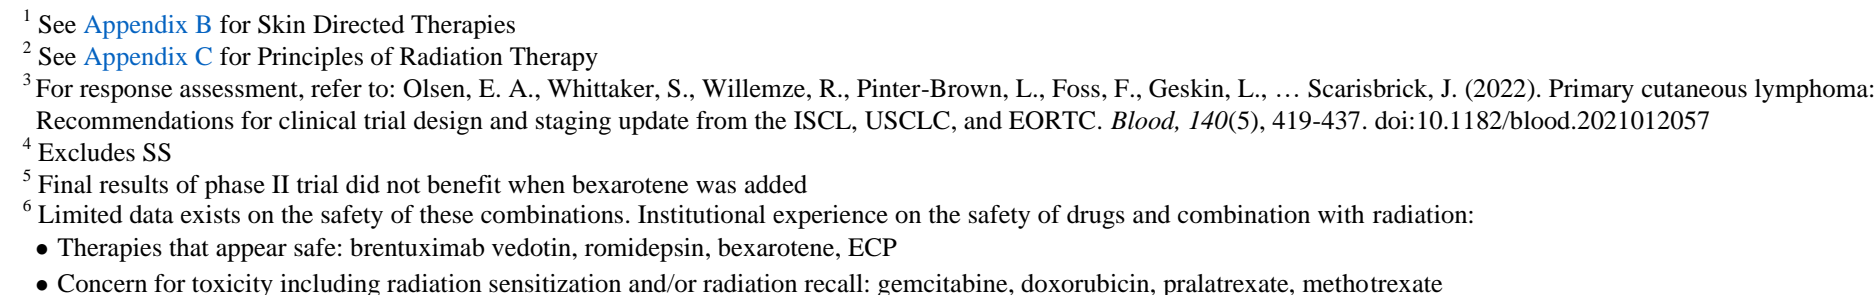 1 See Appendix B for Skin Directed Therapies
2 See Appendix C for Principles of Radiation Therapy
3 For response assessment, refer to: Olsen, E. A., Whittaker, S., Willemze, R., Pinter-Brown, L., Foss, F., Geskin, L., … Scarisbrick, J. (2022). Primary cutaneous lymphoma:
Recommendations for clinical trial design and staging update from the ISCL, USCLC, and EORTC. Blood, 140(5), 419-437. doi:10.1182/blood.2021012057
4 Excludes SS
5 Final results of phase II trial did not benefit when bexarotene was added
6 Limited data exists on the safety of these combinations. Institutional experience on the safety of drugs and combination with radiation:
● Therapies that appear safe: brentuximab vedotin, romidepsin, bexarotene, ECP
● Concern for toxicity including radiation sensitization and/or radiation recall: gemcitabine, doxorubicin, pralatrexate, methotrexate